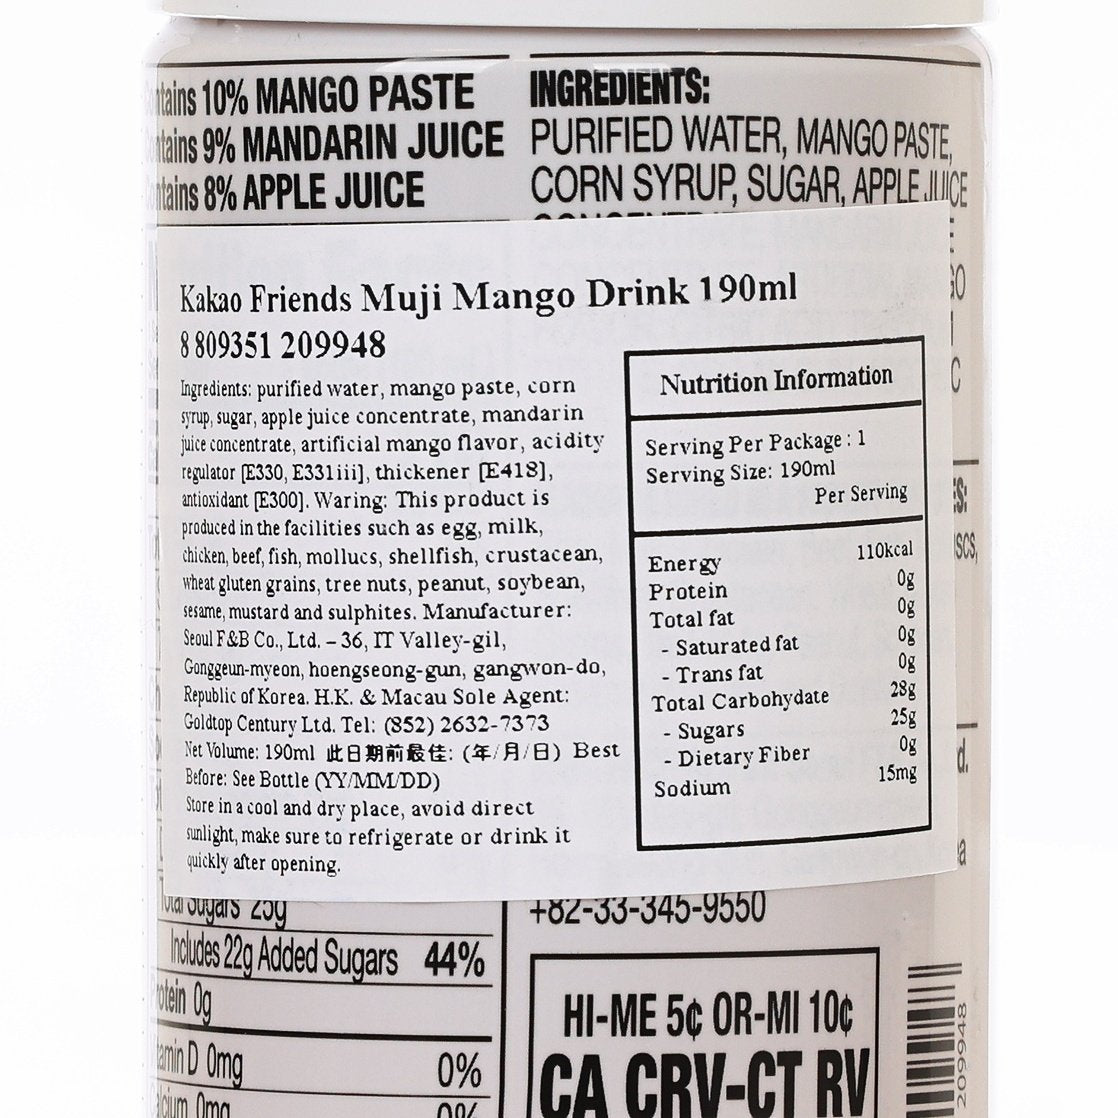 10% MANGO PASTE
9% MANDARIN JUICE
8% APPLE JUICE
INGREDIENTS:
PURIFIED WATER, MANGO PASTE,
CORN SYRUP, SUGAR, APPLE JUICE
Kakao Friends Muji Mango Drink 190ml
8 809351 209948
Ingredients: purified water, mango paste, corn
syrup, sugar, apple juice concentrate, mandarin
juice concentrate, artificial mango flavor, acidity
regulator [E330, E331iii], thickener [E418],
antioxidant [E300]. Waring: This product is
produced in the facilities such as egg, milk,
chicken, beef, fish, mollucs, shellfish, crustacean,
wheat gluten grains, tree nuts, peanut, soybean,
sesame, mustard and sulphites. Manufacturer:
Seoul F&B Co., Ltd. – 36, IT Valley-gil,
Gonggeun-myeon, hoengseong-gun, gangwon-do,
Republic of Korea. H.K. & Macau Sole Agent:
Goldtop Century Ltd. Tel: (852) 2632-7373
Net Volume: 190ml 此日期前最佳: (年/月/日) Best
Before: See Bottle (YY/MM/DD)
Store in a cool and dry place, avoid direct
sunlight, make sure to refrigerate or drink it
quickly after opening.
Nutrition Information
Serving Per Package : 1
Serving Size: 190ml
Per Serving
Energy 110kcal
Protein 0g
Total fat 0g
- Saturated fat 0g
- Trans fat 0g
Total Carbohydate 28g
- Sugars 25g
- Dietary Fiber 0g
Sodium 15mg
Total Sugars 25g
Includes 22g Added Sugars 44%
0g
0mg 0%
0mg 0%
+82-33-345-9550
HI-ME 5¢ OR-MI 10¢
CA CRV-CT RV
209948